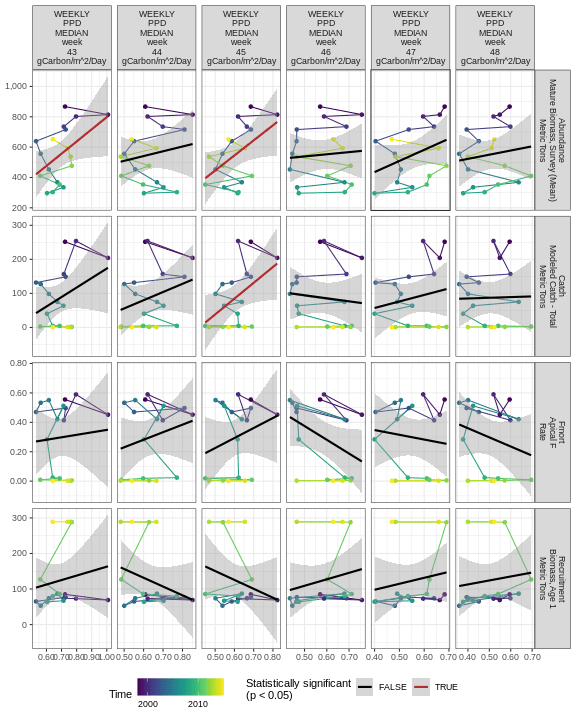 WEEKLY PPD MEDIAN week 43 gCarbon/m^2/Day
WEEKLY PPD MEDIAN week 44 gCarbon/m^2/Day
WEEKLY PPD MEDIAN week 45 gCarbon/m^2/Day
WEEKLY PPD MEDIAN week 46 gCarbon/m^2/Day
WEEKLY PPD MEDIAN week 47 gCarbon/m^2/Day
WEEKLY PPD MEDIAN week 48 gCarbon/m^2/Day
1,000
800
600
400
200
Abundance
Mature Biomass, Survey (Mean)
Metric Tons
300
200
100
0
Catch
Modeled Catch - Total
Metric Tons
0.80
0.60
0.40
0.20
0.00
Fmort
Apical F
Rate
300
200
100
0
Recruitment
Biomass, Age 1
Metric Tons
0.60 0.70 0.80 0.90 1.00 0.50 0.60 0.70 0.80 0.50 0.60 0.70 0.80 0.50 0.60 0.70 0.40 0.50 0.60 0.70 0.40 0.50 0.60 0.70
Time
2000 2010
Statistically significant
(p < 0.05)
FALSE TRUE